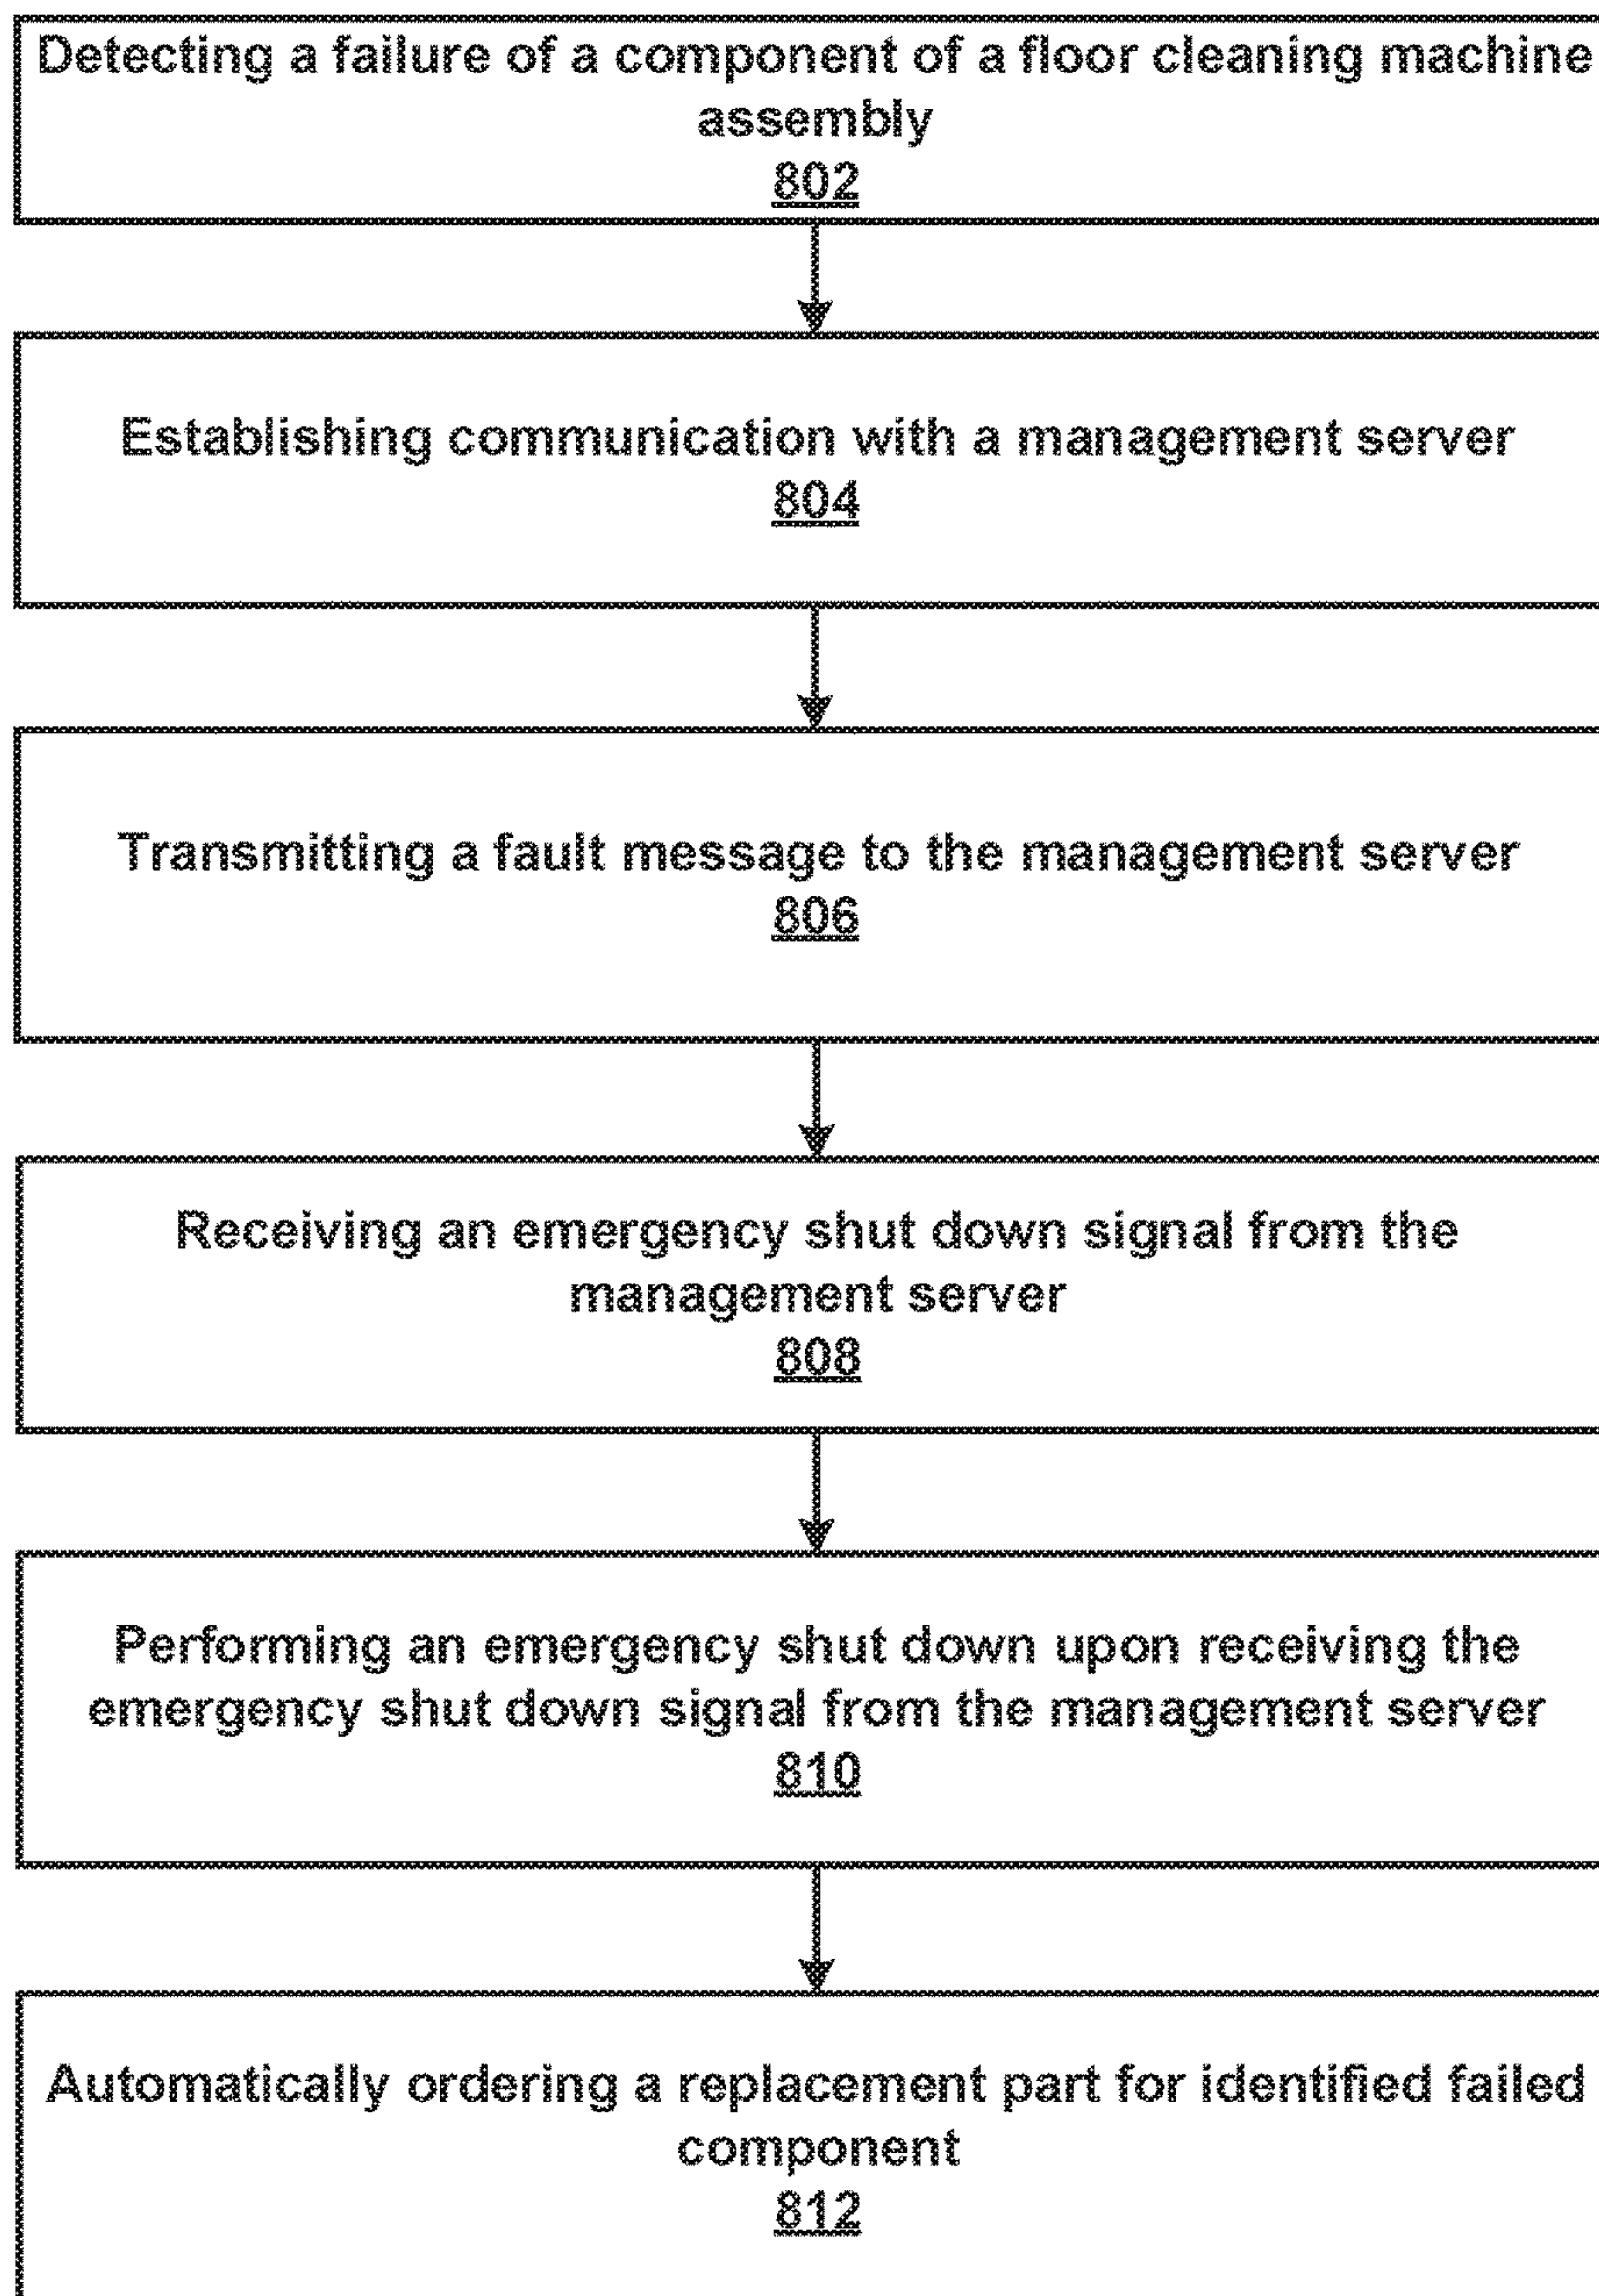 Detecting a failure of a component of a floor cleaning machine
assembly
802
Establishing communication with a management server
804
Transmitting a fault message to the management server
806
Receiving an emergency shut down signal from the
management server
808
Performing an emergency shut down upon receiving the
emergency shut down signal from the management server
810
Automatically ordering a replacement part for identified failed
component
812